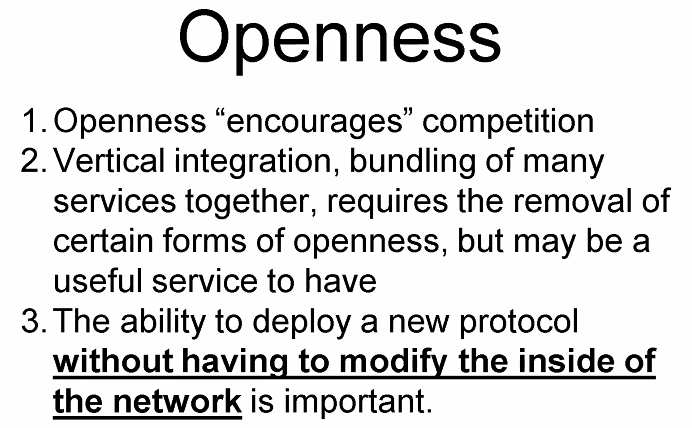 Openness
1. Openness “encourages” competition
2. Vertical integration, bundling of many
services together, requires the removal of
certain forms of openness, but may be a
useful service to have
3. The ability to deploy a new protocol
without having to modify the inside of
the network is important.